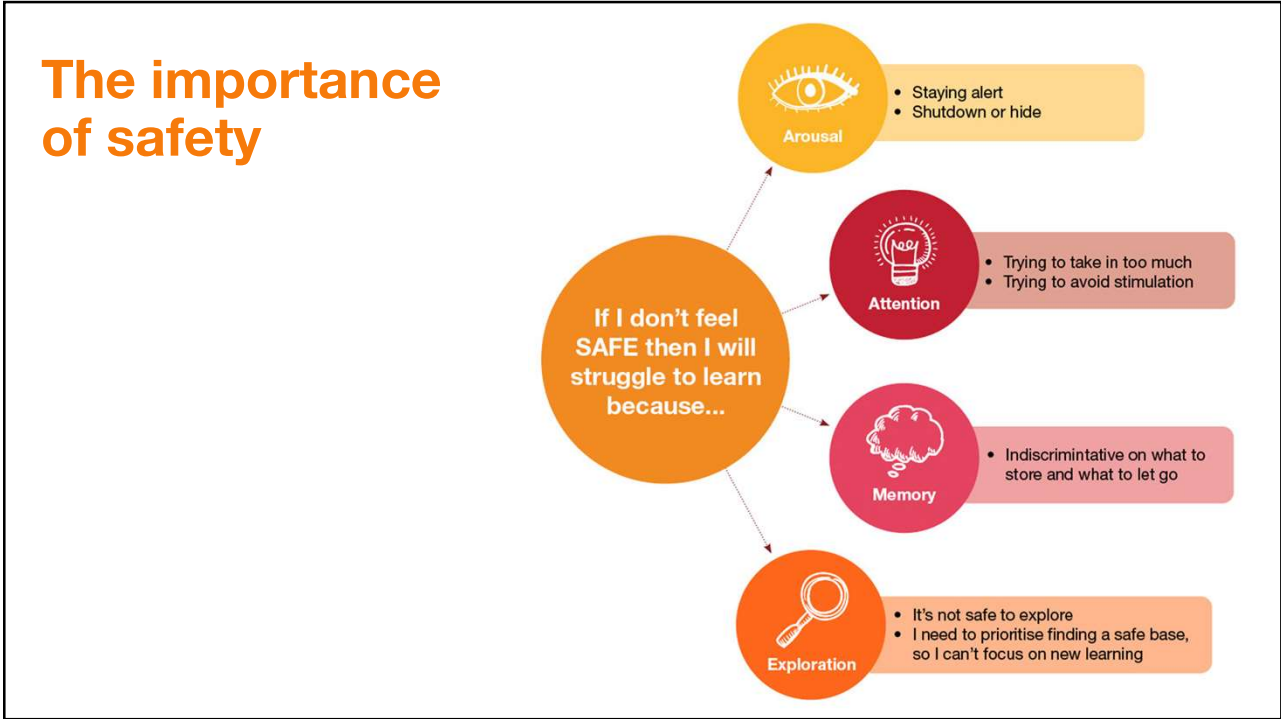 The importance
of safety
If I don't feel
SAFE then I will
struggle to learn
because...
Arousal
• Staying alert
• Shutdown or hide
Attention
• Trying to take in too much
• Trying to avoid stimulation
Memory
• Indiscrimintative on what to
store and what to let go
Exploration
• It's not safe to explore
• I need to prioritise finding a safe base,
so I can't focus on new learning